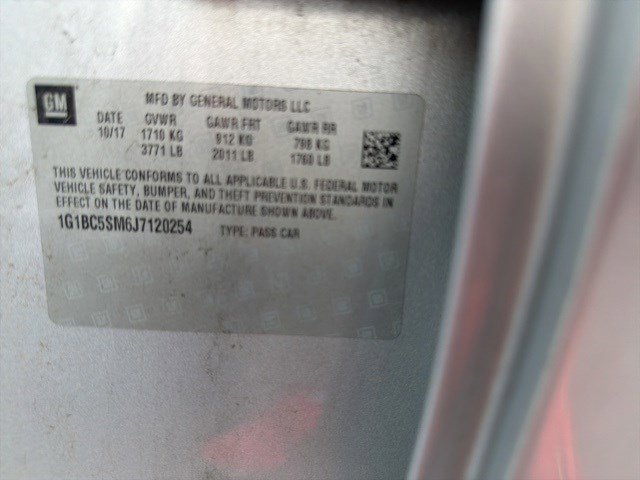 GM
MFD BY GENERAL MOTORS LLC
DATE GVWR GAWR FRT GAWR RR
10/17 1710 KG 912 KG 798 KG
3771 LB 2011 LB 1760 LB
THIS VEHICLE CONFORMS TO ALL APPLICABLE U.S. FEDERAL MOTOR
VEHICLE SAFETY, BUMPER, AND THEFT PREVENTION STANDARDS
IN EFFECT ON THE DATE OF MANUFACTURE SHOWN ABOVE.
1G1BC5SM6J7120254 TYPE: PASS CAR